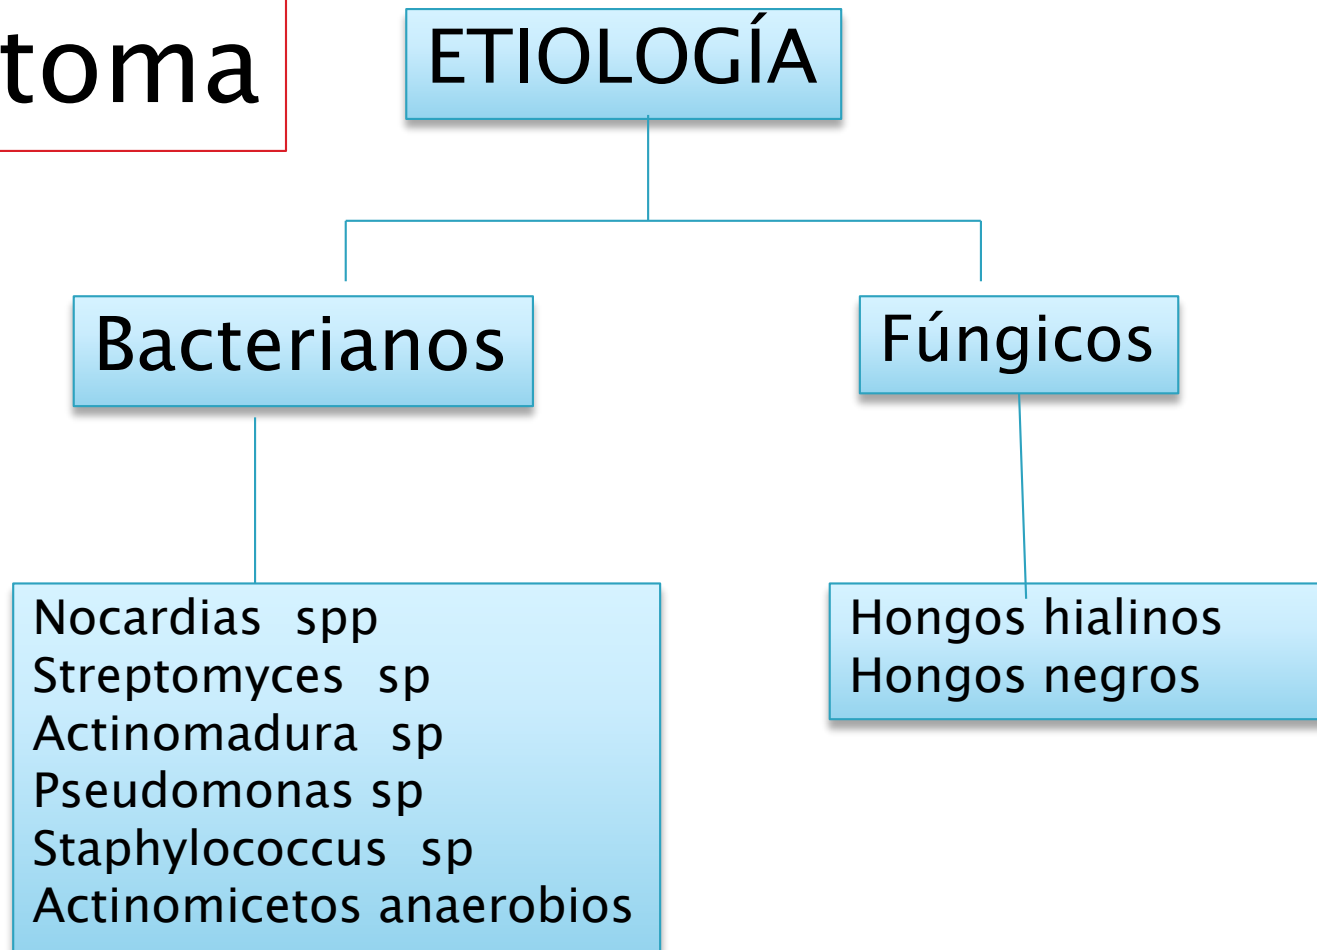 toma
ETIOLOGÍA
Bacterianos
Fúngicos
Nocardias spp
Streptomyces sp
Actinomadura sp
Pseudomonas sp
Staphylococcus sp
Actinomicetos anaerobios
Hongos hialinos
Hongos negros